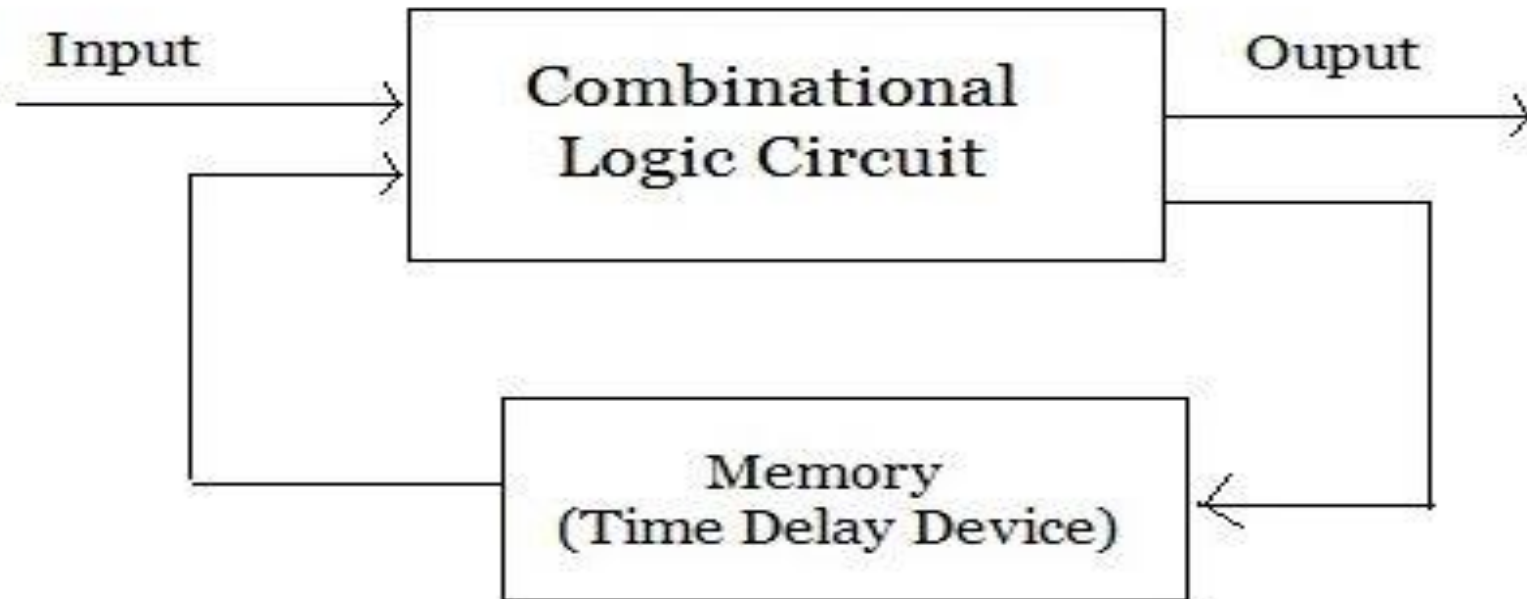 Input
Combinational
Logic Circuit
Ouput
Memory
(Time Delay Device)